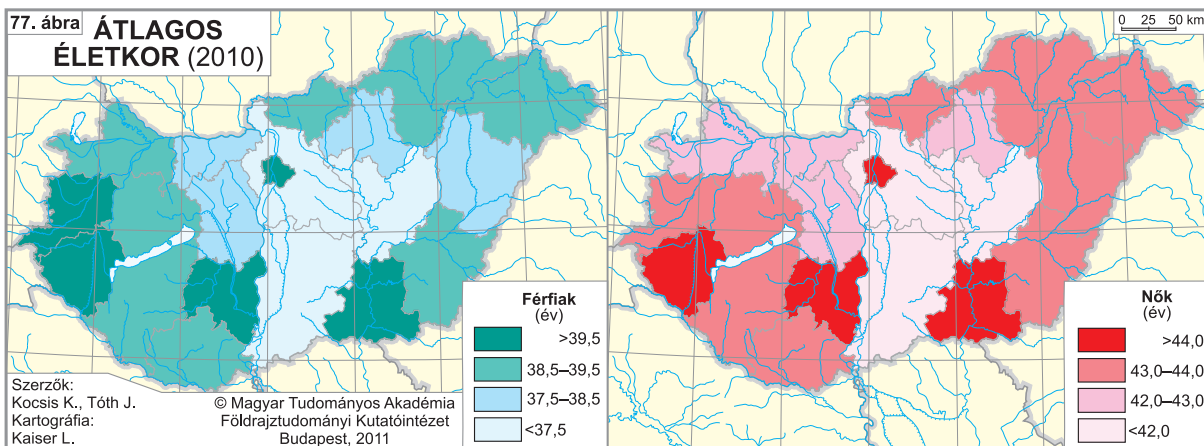 77. ábra
ÁTLAGOS
ÉLETKOR (2010)
0 25 50 km
Férfiak
(év)
>39,5
38,5–39,5
37,5–38,5
<37,5
Nők
(év)
>44,0
43,0–44,0
42,0–43,0
<42,0
Szerzők:
Kocsis K., Tóth J.
Kartográfia:
Kaiser L.
© Magyar Tudományos Akadémia
Földrajztudományi Kutatóintézet
Budapest, 2011